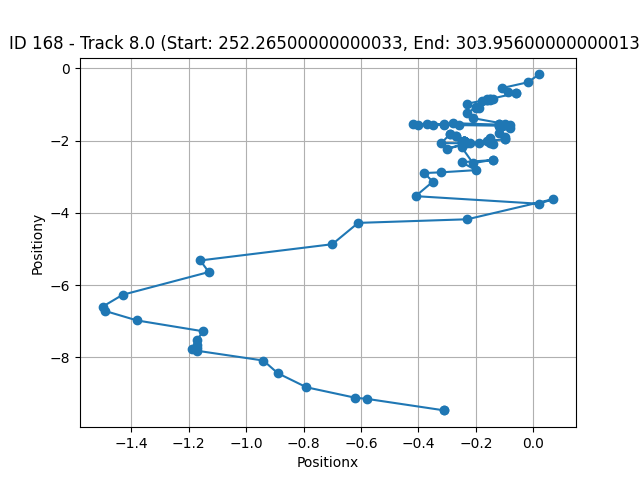 ID 168 - Track 8.0 (Start: 252.26500000000033, End: 303.95600000000013
0
−2
−4
−6
−8
Positiony
−1.4 −1.2 −1.0 −0.8 −0.6 −0.4 −0.2 0.0
Positionx